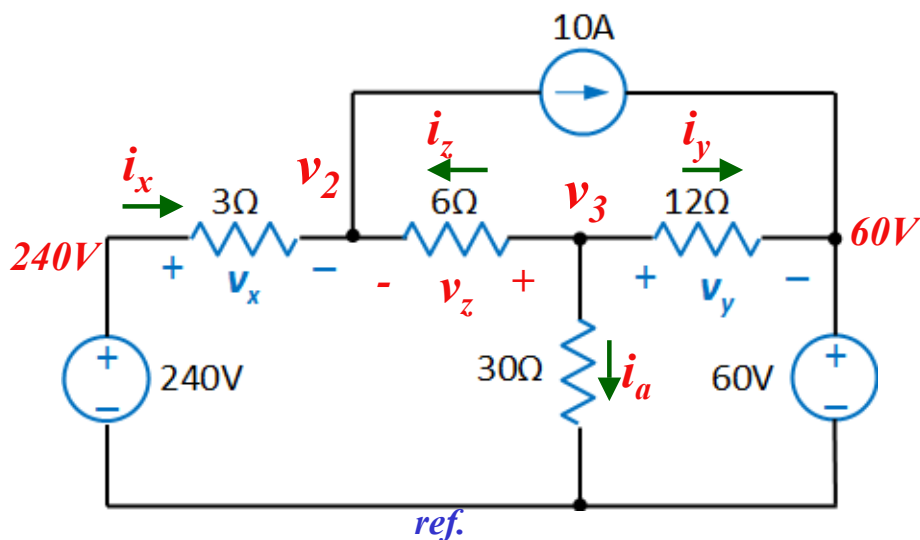 10A
i_x v_2 i_z i_y
3Ω 6Ω v_3 12Ω
240V 60V
+ v_x − - v_z + + v_y −
+ 240V − 30Ω i_a 60V + −
ref.